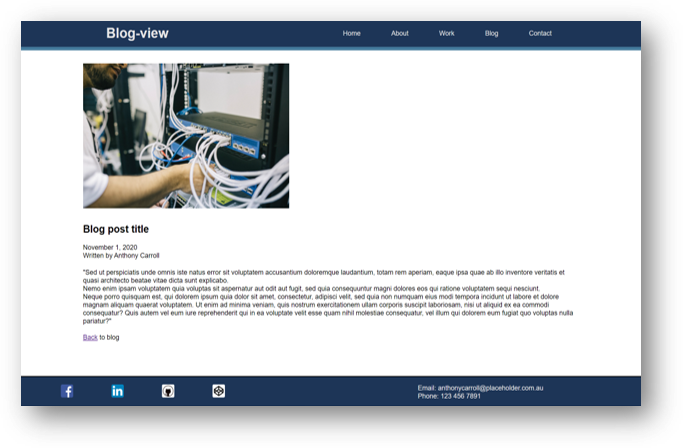 Blog-view
Home About Work Blog Contact
Blog post title
November 1, 2020
Written by Anthony Carroll
"Sed ut perspiciatis unde omnis iste natus error sit voluptatem accusantium doloremque laudantium, totam rem aperiam, eaque ipsa quae ab illo inventore veritatis et
quasi architecto beatae vitae dicta sunt explicabo.
Nemo enim ipsam voluptatem quia voluptas sit aspernatur aut odit aut fugit, sed quia consequuntur magni dolores eos qui ratione voluptatem sequi nesciunt.
Neque porro quisquam est, qui dolorem ipsum quia dolor sit amet, consectetur, adipisci velit, sed quia non numquam eius modi tempora incidunt ut labore et dolore
magnam aliquam quaerat voluptatem. Ut enim ad minima veniam, quis nostrum exercitationem ullam corporis suscipit laboriosam, nisi ut aliquid ex ea commodi
consequatur? Quis autem vel eum iure reprehenderit qui in ea voluptate velit esse quam nihil molestiae consequatur, vel illum qui dolorem eum fugiat quo voluptas nulla
pariatur?"
Back to blog
Email: anthonycarroll@placeholder.com.au
Phone: 123 456 7891